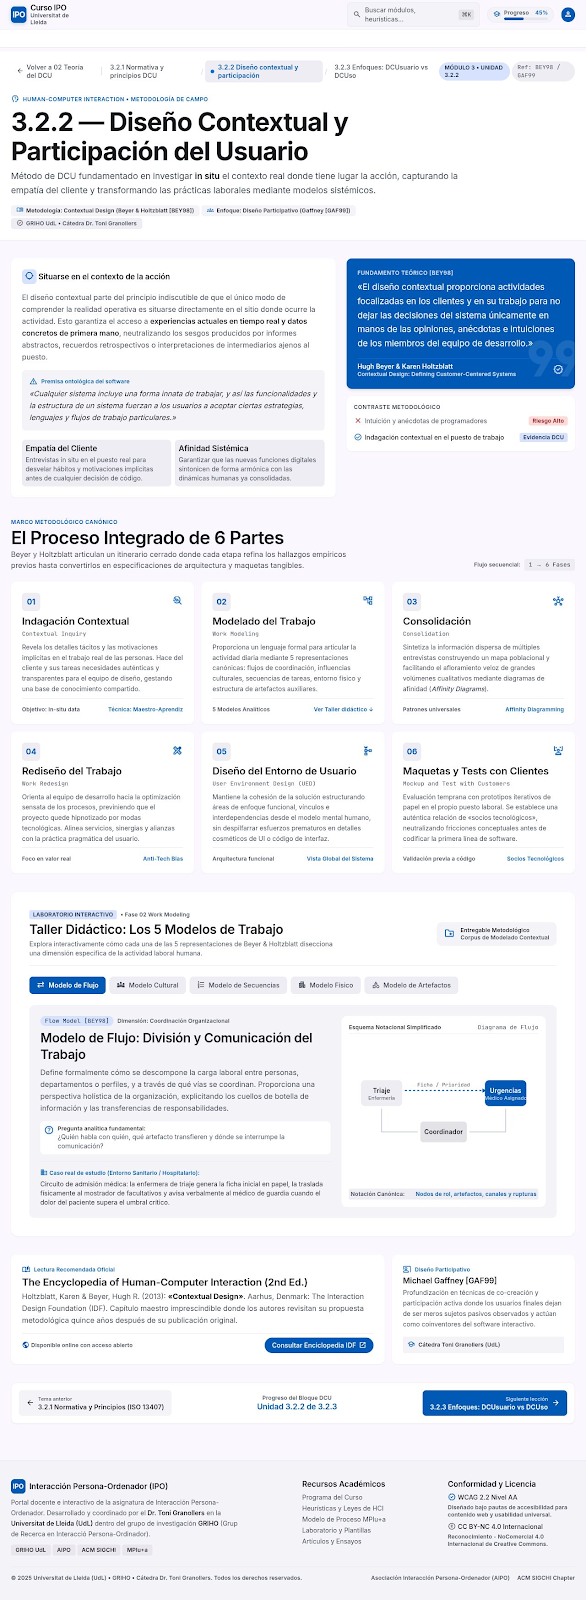 IPO
Curso IPO
Universitat de
Lleida
Buscar módulos,
heurísticas...
⌘K
Progreso 45%
← Volver a 02 Teoría
del DCU
3.2.1 Normativa y
principios DCU
3.2.2 Diseño contextual y
participación
3.2.3 Enfoques: DCUsuario vs
DCUso
MÓDULO 3 • UNIDAD
3.2.2
Ref: BEY98 /
GAF99
HUMAN-COMPUTER INTERACTION • METODOLOGÍA DE CAMPO
3.2.2 — Diseño Contextual y
Participación del Usuario
Método de DCU fundamentado en investigar in situ el contexto real donde tiene lugar la acción, capturando la
empatía del cliente y transformando las prácticas laborales mediante modelos sistémicos.
Metodología: Contextual Design (Beyer & Holtzblatt [BEY98])
Enfoque: Diseño Participativo (Gaffney [GAF99])
GRIHO UdL • Cátedra Dr. Toni Granollers
Situarse en el contexto de la acción
El diseño contextual parte del principio indiscutible de que el único modo de
comprender la realidad operativa es situarse directamente en el sitio donde ocurre la
actividad. Esto garantiza el acceso a experiencias actuales en tiempo real y datos
concretos de primera mano, neutralizando los sesgos producidos por informes
abstractos, recuerdos retrospectivos o interpretaciones de intermediarios ajenos al
puesto.
Premisa ontológica del software
«Cualquier sistema incluye una forma innata de trabajar, y así las funcionalidades y
la estructura de un sistema fuerzan a los usuarios a aceptar ciertas estrategias,
lenguajes y flujos de trabajo particulares.»
Empatía del Cliente
Entrevistas in situ en el puesto real para
desvelar hábitos y motivaciones implícitas
antes de cualquier decisión de código.
Afinidad Sistémica
Garantizar que las nuevas funciones digitales
sintonicen de forma armónica con las
dinámicas humanas ya consolidadas.
FUNDAMENTO TEÓRICO [BEY98]
«El diseño contextual proporciona actividades
focalizadas en los clientes y en su trabajo para no
dejar las decisiones del sistema únicamente en
manos de las opiniones, anécdotas e intuiciones
de los miembros del equipo de desarrollo.»
Hugh Beyer & Karen Holtzblatt
Contextual Design: Defining Customer-Centered Systems
CONTRASTE METODOLÓGICO
Intuición y anécdotas de programadores
Riesgo Alto
Indagación contextual en el puesto de trabajo
Evidencia DCU
MARCO METODOLÓGICO CANÓNICO
El Proceso Integrado de 6 Partes
Beyer y Holtzblatt articulan un itinerario cerrado donde cada etapa refina los hallazgos empíricos
previos hasta convertirlos en especificaciones de arquitectura y maquetas tangibles.
Flujo secuencial: 1 → 6 Fases
01
Indagación Contextual
Contextual Inquiry
Revela los detalles tácitos y las motivaciones
implícitas en el trabajo real de las personas. Hace del
cliente y sus tareas necesidades auténticas y
transparentes para el equipo de diseño, gestando
una base de conocimiento compartido.
Objetivo: In-situ data
Técnica: Maestro-Aprendiz
02
Modelado del Trabajo
Work Modeling
Proporciona un lenguaje formal para articular la
actividad diaria mediante 5 representaciones
canónicas: flujos de coordinación, influencias
culturales, secuencias de tareas, entorno físico y
estructura de artefactos auxiliares.
5 Modelos Analíticos
Ver Taller didáctico ↓
03
Consolidación
Consolidation
Sintetiza la información dispersa de múltiples
entrevistas construyendo un mapa poblacional y
facilitando el afloramiento veloz de grandes
volúmenes cualitativos mediante diagramas de
afinidad (Affinity Diagrams).
Patrones universales
Affinity Diagramming
04
Rediseño del Trabajo
Work Redesign
Orienta al equipo de desarrollo hacia la optimización
sensata de los procesos, previniendo que el
proyecto quede hipnotizado por modas
tecnológicas. Alinea servicios, sinergias y alianzas
con la práctica pragmática del usuario.
Foco en valor real
Anti-Tech Bias
05
Diseño del Entorno de Usuario
User Environment Design (UED)
Mantiene la cohesión de la solución estructurando
áreas de enfoque funcional, vínculos e
interdependencias desde el modelo mental humano,
sin despilfarrar esfuerzos prematuros en detalles
cosméticos de UI o código de interfaz.
Arquitectura funcional
Vista Global del Sistema
06
Maquetas y Tests con Clientes
Mockup and Test with Customers
Evaluación temprana con prototipos iterativos de
papel en el propio puesto laboral. Se establece una
auténtica relación de «socios tecnológicos»,
neutralizando fricciones conceptuales antes de
codificar la primera línea de software.
Validación previa a código
Socios Tecnológicos
LABORATORIO INTERACTIVO • Fase 02 Work Modeling
Taller Didáctico: Los 5 Modelos de Trabajo
Explora interactivamente cómo cada una de las 5 representaciones de Beyer & Holtzblatt disecciona
una dimensión específica de la actividad laboral humana.
Entregable Metodológico
Corpus de Modelado Contextual
Modelo de Flujo
Modelo Cultural
Modelo de Secuencias
Modelo Físico
Modelo de Artefactos
Flow Model [BEY98] Dimensión: Coordinación Organizacional
Modelo de Flujo: División y Comunicación del
Trabajo
Define formalmente cómo se descompone la carga laboral entre personas,
departamentos o perfiles, y a través de qué vías se coordinan. Proporciona una
perspectiva holística de la organización, explicitando los cuellos de botella de
información y las transferencias de responsabilidades.
Pregunta analítica fundamental:
¿Quién habla con quién, qué artefacto transfieren y dónde se interrumpe la
comunicación?
Caso real de estudio (Entorno Sanitario / Hospitalario):
Circuito de admisión médica: la enfermera de triaje genera la ficha inicial en papel, la traslada
físicamente al mostrador de facultativos y avisa verbalmente al médico de guardia cuando el
dolor del paciente supera el umbral crítico.
Esquema Notacional Simplificado
Diagrama de Flujo
Triaje
Enfermería
Ficha / Prioridad
Urgencias
Médico Asignado
Coordinador
Notación Canónica: Nodos de rol, artefactos, canales y rupturas
Lectura Recomendada Oficial
The Encyclopedia of Human-Computer Interaction (2nd Ed.)
Holtzblatt, Karen & Beyer, Hugh R. (2013): «Contextual Design». Aarhus, Denmark: The Interaction
Design Foundation (IDF). Capítulo maestro imprescindible donde los autores revisitan su propuesta
metodológica quince años después de su publicación original.
Disponible online con acceso abierto
Consultar Enciclopedia IDF
Diseño Participativo
Michael Gaffney [GAF99]
Profundización en técnicas de co-creación y
participación activa donde los usuarios finales dejan
de ser meros sujetos pasivos observados y actúan
como coinventores del software interactivo.
Cátedra Toni Granollers (UdL)
← Tema anterior
3.2.1 Normativa y Principios (ISO 13407)
Progreso del Bloque DCU
Unidad 3.2.2 de 3.2.3
Siguiente lección →
3.2.3 Enfoques: DCUsuario vs DCUso
IPO Interacción Persona-Ordenador (IPO)
Portal docente e interactivo de la asignatura de Interacción Persona-
Ordenador. Desarrollado y coordinado por el Dr. Toni Granollers en la
Universitat de Lleida (UdL) dentro del grupo de investigación GRIHO (Grup
de Recerca en Interacció Persona-Ordinador).
GRIHO UdL
AIPO
ACM SIGCHI
MPIu+a
Recursos Académicos
Programa del Curso
Heurísticas y Leyes de HCI
Modelo de Proceso MPIu+a
Laboratorio y Plantillas
Artículos y Ensayos
Conformidad y Licencia
WCAG 2.2 Nivel AA
Diseñado bajo pautas de accesibilidad para
contenido web y usabilidad universal.
CC BY-NC 4.0 Internacional
Reconocimiento - NoComercial 4.0
Internacional de Creative Commons.
© 2025 Universitat de Lleida (UdL) • GRIHO • Cátedra Dr. Toni Granollers. Todos los derechos reservados.
Asociación Interacción Persona-Ordenador (AIPO)
ACM SIGCHI Chapter